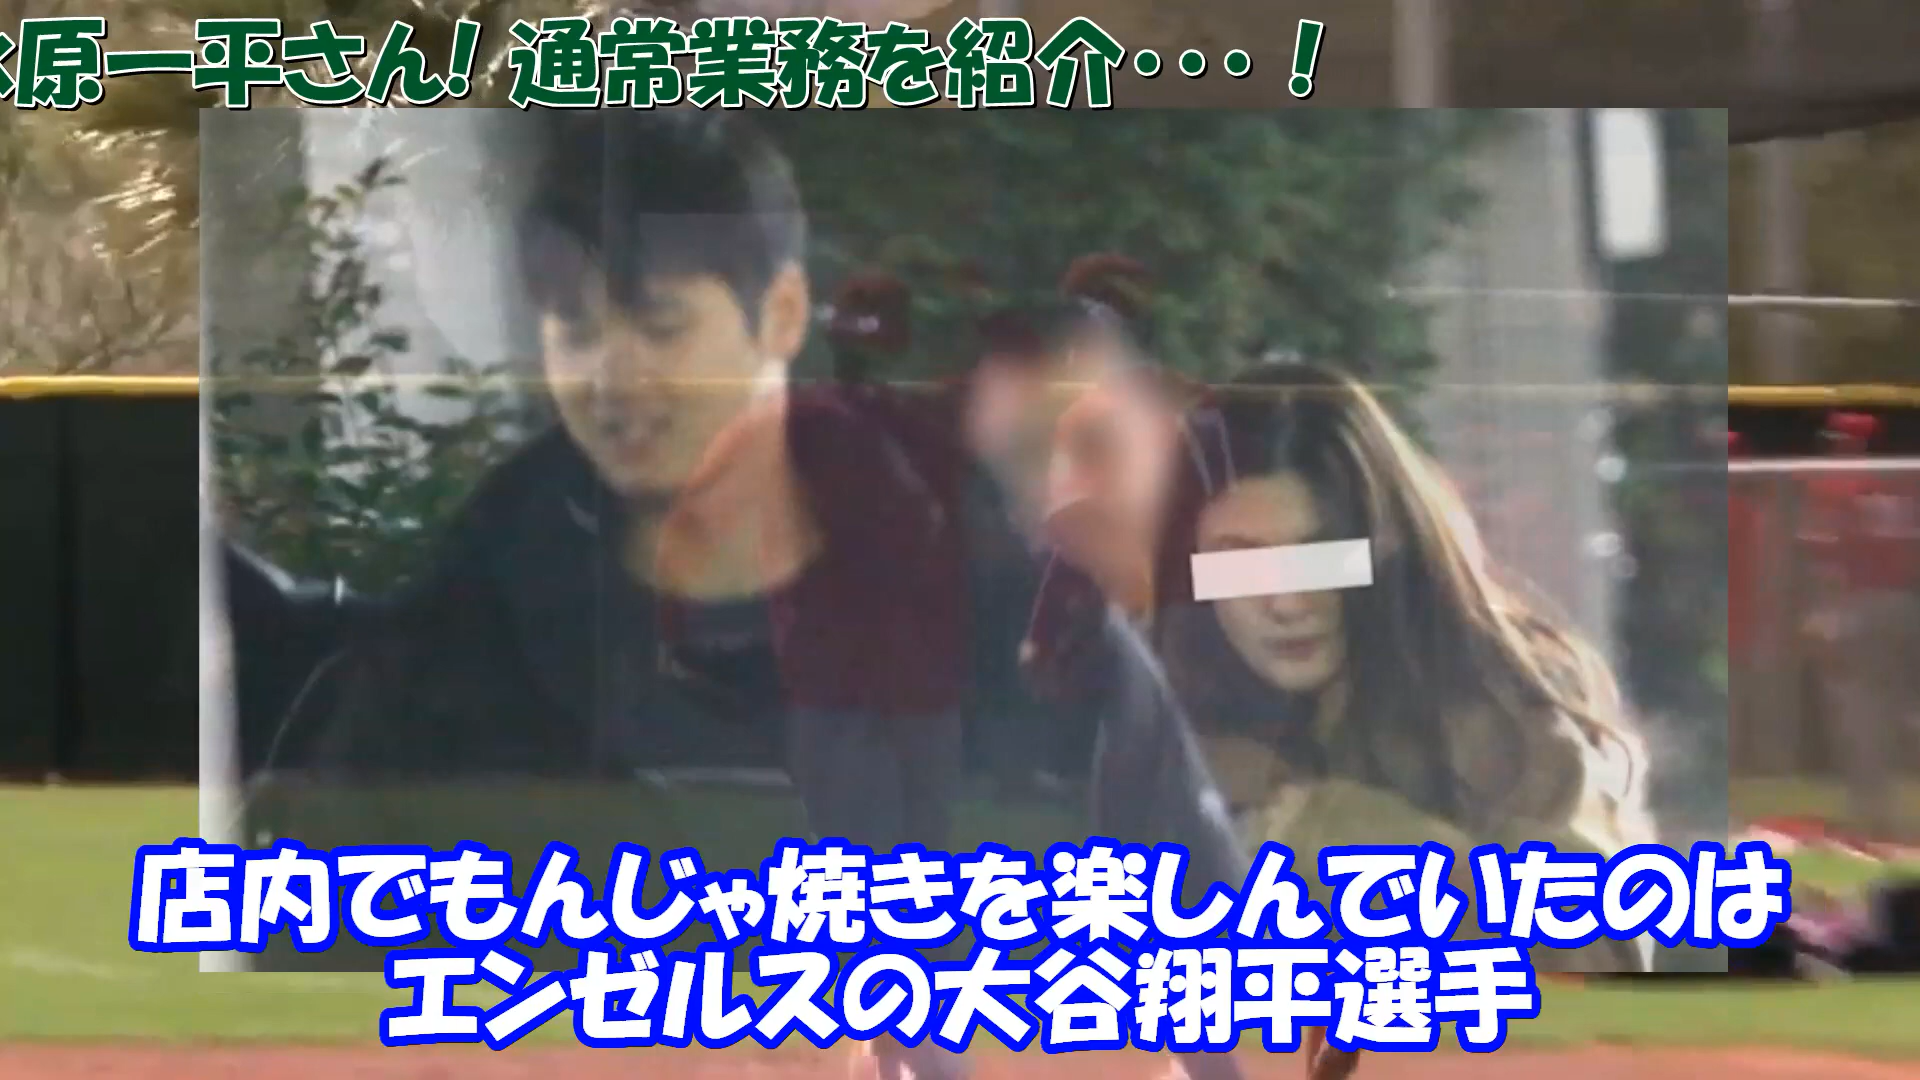 原一平さん! 通常業務を紹介･･･!
店内でもんじゃ焼きを楽しんでいたのは
エンゼルスの大谷翔平選手